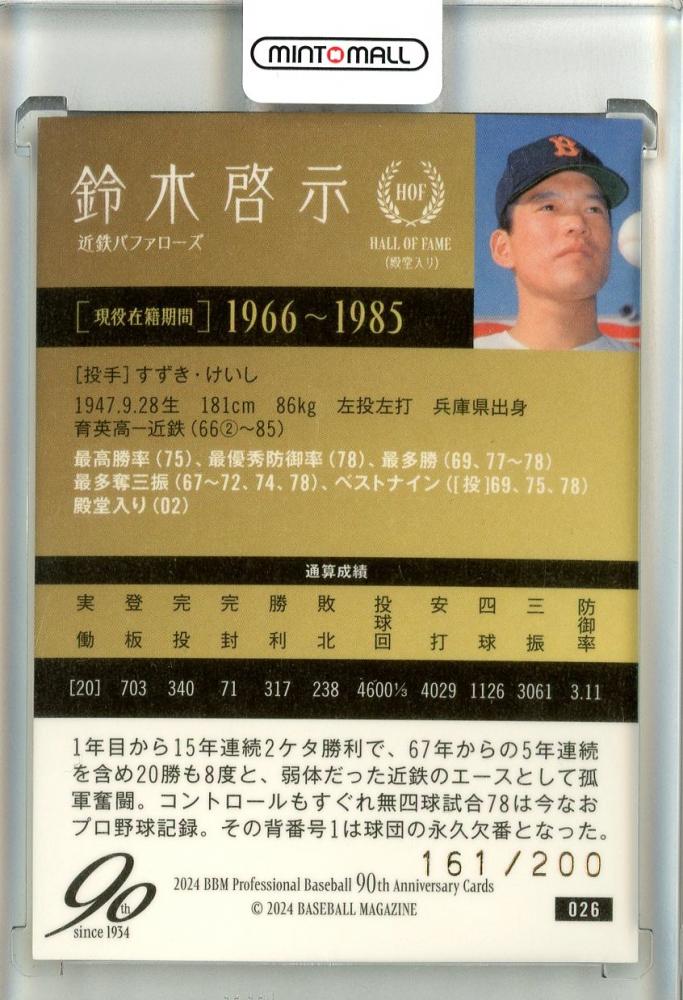 MINTMALL
鈴木啓示
近鉄バファローズ
HOF
HALL OF FAME
(殿堂入り)
B
[現役在籍期間] 1966～1985
[投手]すずき・けいし
1947.9.28生 181cm 86kg 左投左打 兵庫県出身
育英高ー近鉄(66②～85)
最高勝率(75)、最優秀防御率(78)、最多勝(69、77～78)
最多奪三振(67～72、74、78)、ベストナイン([投]69、75、78)
殿堂入り(02)
通算成績
実働 登板 完投 完封 勝利 敗北 投球回 安打 四球 三振 防御率
[20] 703 340 71 317 238 4600⅓ 4029 1126 3061 3.11
1年目から15年連続2ケタ勝利で、67年からの5年連続
を含め20勝も8度と、弱体だった近鉄のエースとして孤
軍奮闘。コントロールもすぐれ無四球試合78は今なお
プロ野球記録。その背番号1は球団の永久欠番となった。
161/200
90th
since 1934
2024 BBM Professional Baseball 90th Anniversary Cards
© 2024 BASEBALL MAGAZINE
026